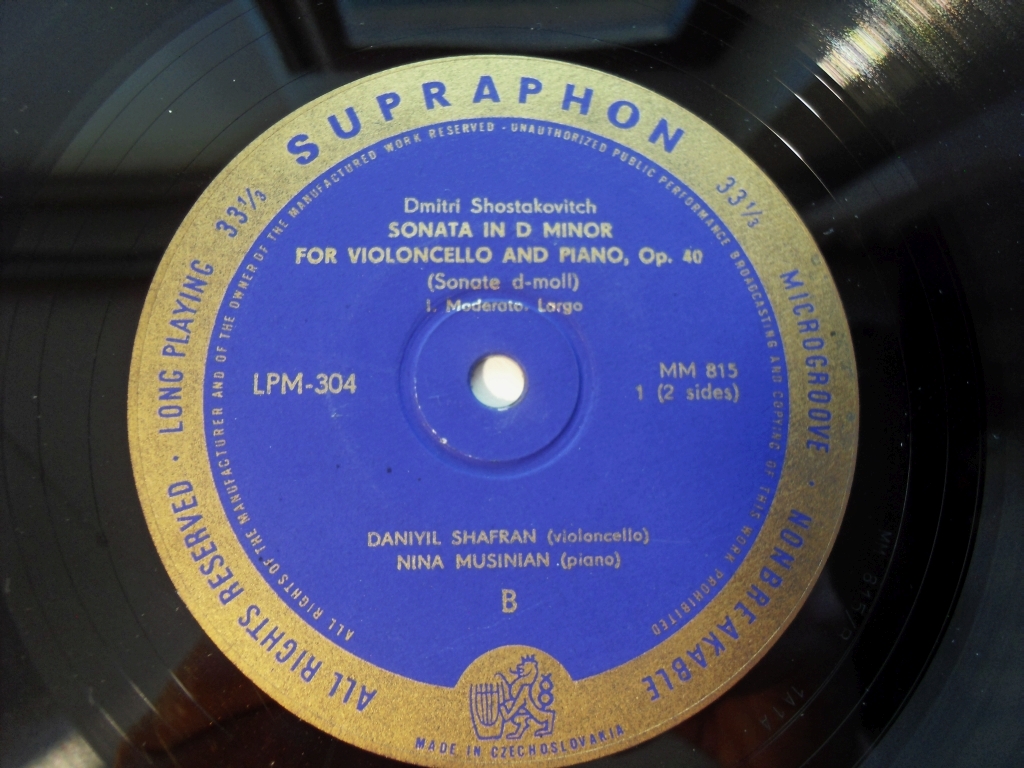 SUPRAPHON
33⅓
33⅓
ALL RIGHTS RESERVED · LONG PLAYING
MICROGROOVE · NONBREAKABLE
ALL RIGHTS OF THE MANUFACTURER AND OF THE OWNER OF THE MANUFACTURED WORK RESERVED - UNAUTHORIZED PUBLIC PERFORMANCE BROADCASTING AND COPYING OF THIS WORK PROHIBITED
Dmitri Shostakovitch
SONATA IN D MINOR
FOR VIOLONCELLO AND PIANO, Op. 40
(Sonate d-moll)
I. Moderato. Largo
LPM-304
MM 815
1 (2 sides)
DANIYIL SHAFRAN (violoncello)
NINA MUSINIAN (piano)
B
MADE IN CZECHOSLOVAKIA